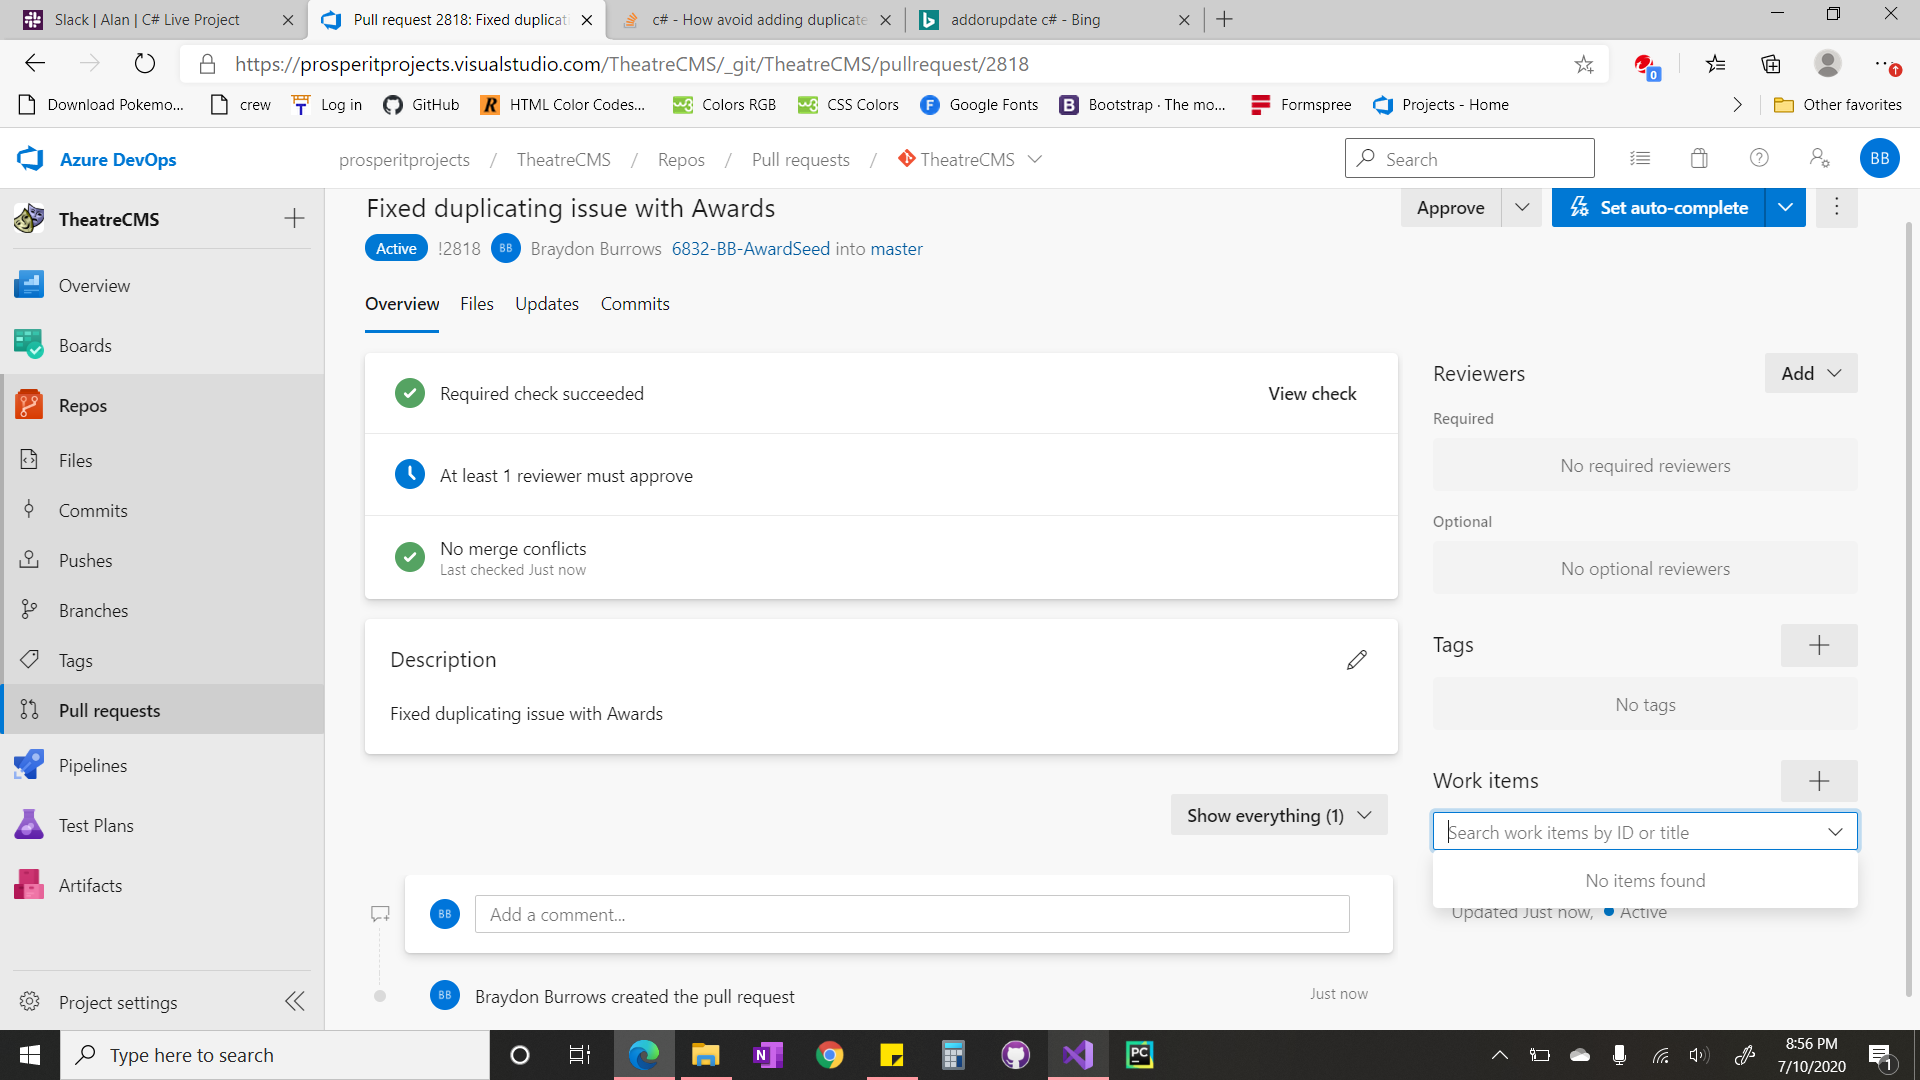 Slack | Alan | C# Live Project
Pull request 2818: Fixed duplicati
c# - How avoid adding duplicate
addorupdate c# - Bing
https://prosperitprojects.visualstudio.com/TheatreCMS/_git/TheatreCMS/pullrequest/2818
0
Download Pokemo...
crew
Log in
GitHub
HTML Color Codes...
Colors RGB
CSS Colors
Google Fonts
Bootstrap · The mo...
Formspree
Projects - Home
Other favorites
Azure DevOps
prosperitprojects / TheatreCMS / Repos / Pull requests / TheatreCMS
Search
BB
TheatreCMS
Overview
Boards
Repos
Files
Commits
Pushes
Branches
Tags
Pull requests
Pipelines
Test Plans
Artifacts
Project settings
Fixed duplicating issue with Awards
Approve
Set auto-complete
Active !2818 BB Braydon Burrows 6832-BB-AwardSeed into master
Overview Files Updates Commits
Required check succeeded
View check
At least 1 reviewer must approve
No merge conflicts
Last checked Just now
Description
Fixed duplicating issue with Awards
Show everything (1)
BB
Add a comment...
BB
Braydon Burrows created the pull request
Just now
Reviewers
Add
Required
No required reviewers
Optional
No optional reviewers
Tags
No tags
Work items
Search work items by ID or title
No items found
Updated Just now, Active
Type here to search
PC
8:56 PM
7/10/2020
1